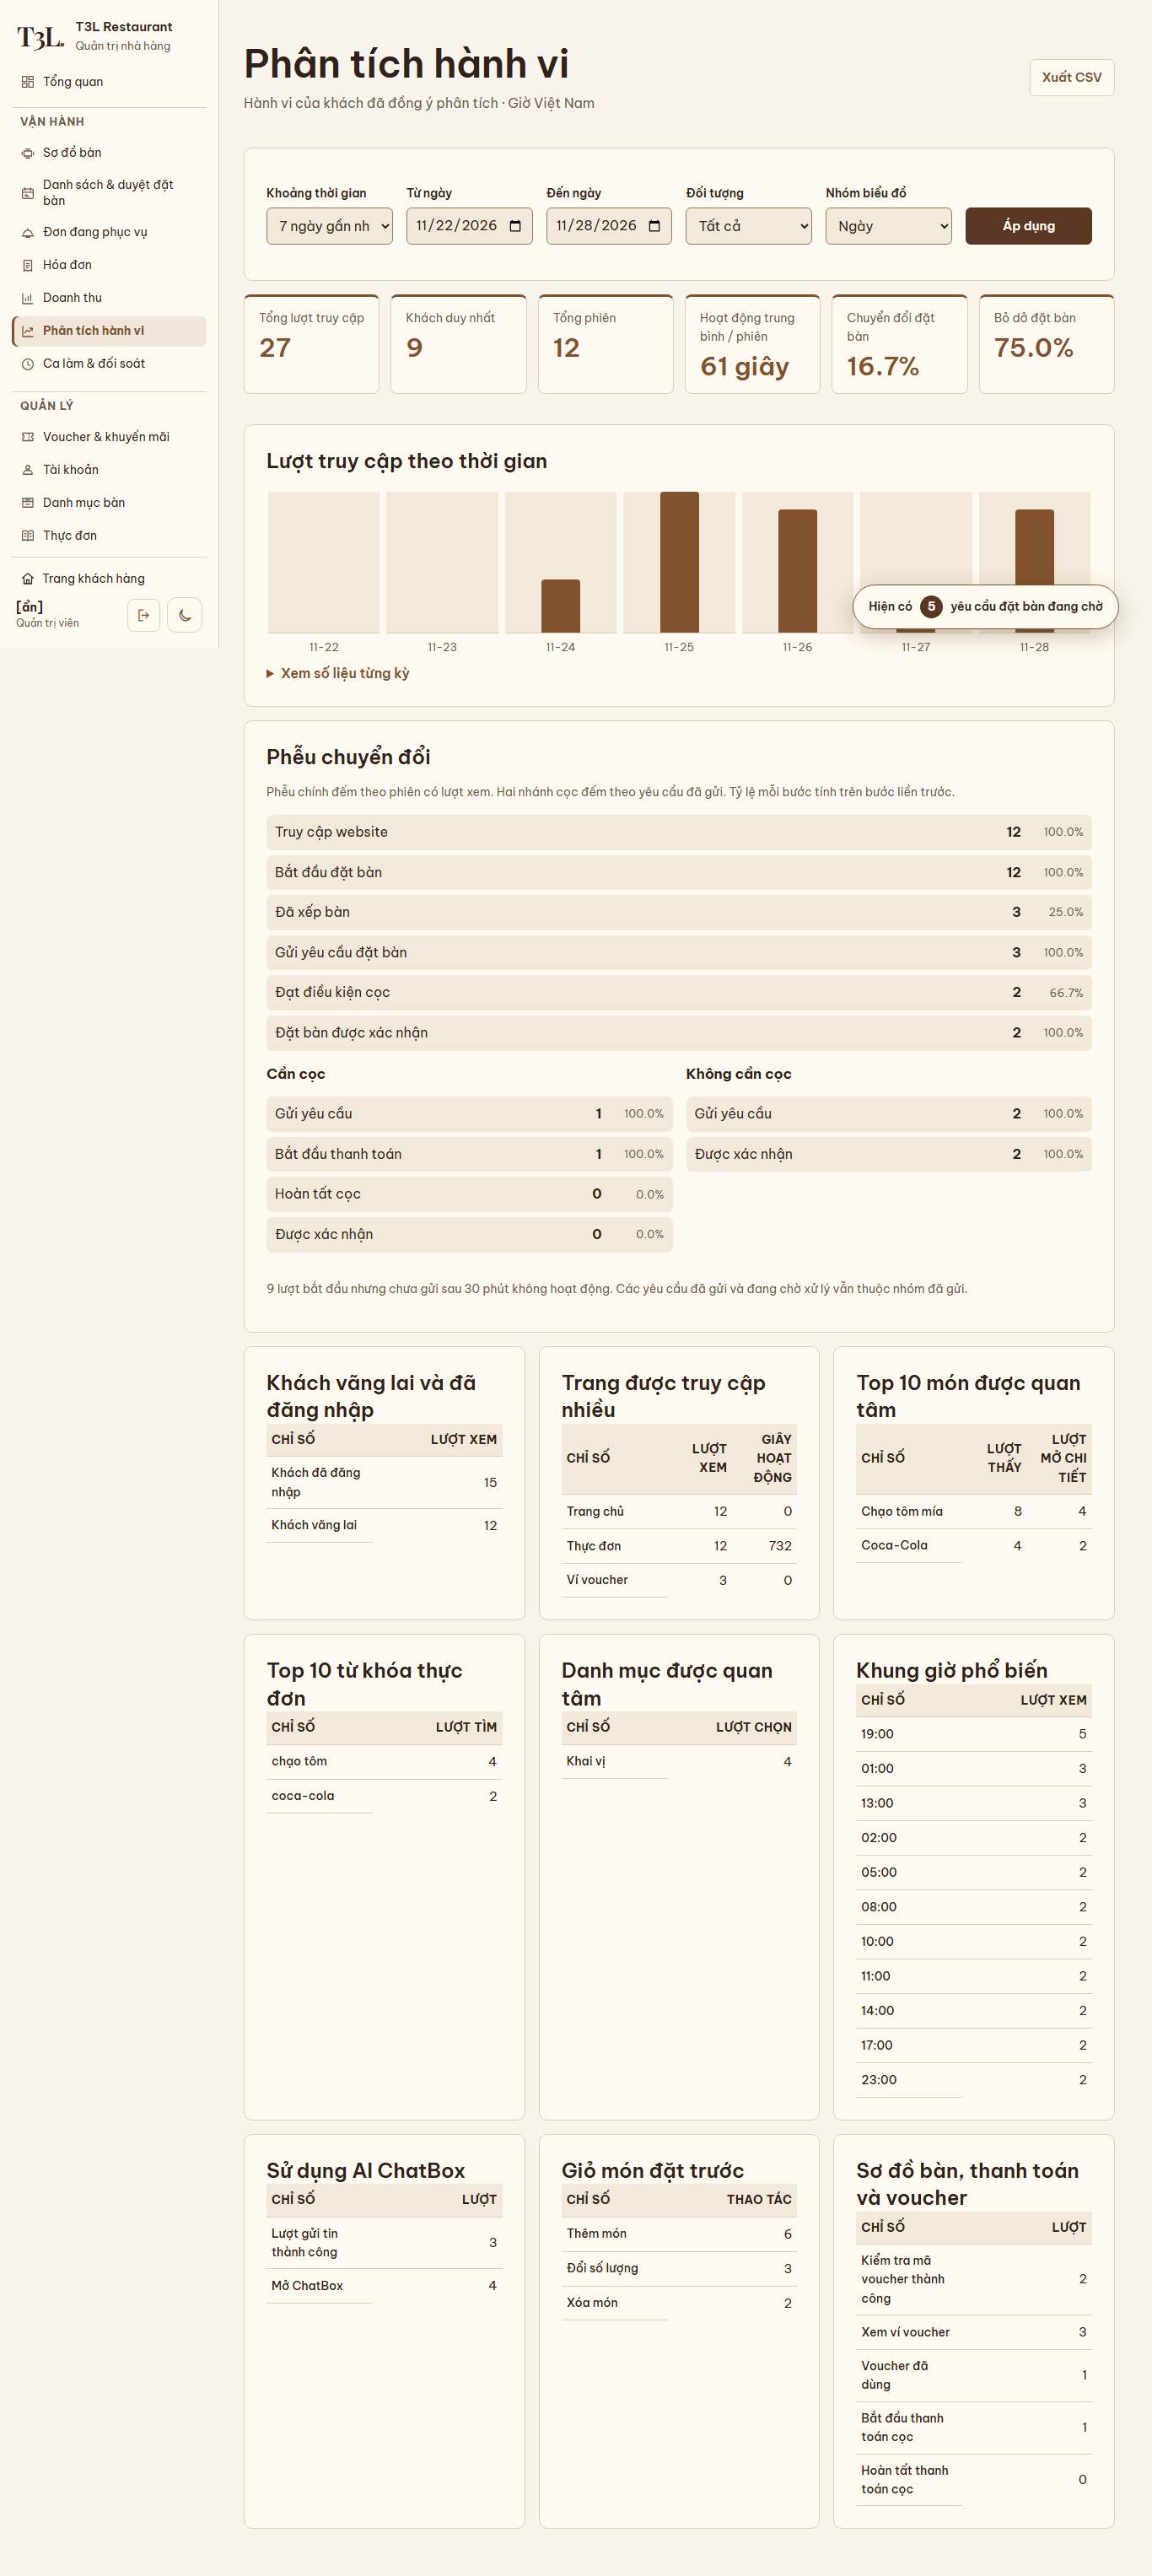 T3L.
T3L Restaurant
Quản trị nhà hàng
Tổng quan
VẬN HÀNH
Sơ đồ bàn
Danh sách & duyệt đặt
bàn
Đơn đang phục vụ
Hóa đơn
Doanh thu
Phân tích hành vi
Ca làm & đối soát
QUẢN LÝ
Voucher & khuyến mãi
Tài khoản
Danh mục bàn
Thực đơn
Trang khách hàng
[ẩn]
Quản trị viên
Phân tích hành vi
Hành vi của khách đã đồng ý phân tích · Giờ Việt Nam
Xuất CSV
Khoảng thời gian
Từ ngày
Đến ngày
Đối tượng
Nhóm biểu đồ
7 ngày gần nh
11/22/2026
11/28/2026
Tất cả
Ngày
Áp dụng
Tổng lượt truy cập
27
Khách duy nhất
9
Tổng phiên
12
Hoạt động trung
bình / phiên
61 giây
Chuyển đổi đặt
bàn
16.7%
Bỏ dở đặt bàn
75.0%
Lượt truy cập theo thời gian
Hiện có 5 yêu cầu đặt bàn đang chờ
11-22 11-23 11-24 11-25 11-26 11-27 11-28
▶ Xem số liệu từng kỳ
Phễu chuyển đổi
Phễu chính đếm theo phiên có lượt xem. Hai nhánh cọc đếm theo yêu cầu đã gửi. Tỷ lệ mỗi bước tính trên bước liền trước.
Truy cập website 12 100.0%
Bắt đầu đặt bàn 12 100.0%
Đã xếp bàn 3 25.0%
Gửi yêu cầu đặt bàn 3 100.0%
Đạt điều kiện cọc 2 66.7%
Đặt bàn được xác nhận 2 100.0%
Cần cọc
Gửi yêu cầu 1 100.0%
Bắt đầu thanh toán 1 100.0%
Hoàn tất cọc 0 0.0%
Được xác nhận 0 0.0%
Không cần cọc
Gửi yêu cầu 2 100.0%
Được xác nhận 2 100.0%
9 lượt bắt đầu nhưng chưa gửi sau 30 phút không hoạt động. Các yêu cầu đã gửi và đang chờ xử lý vẫn thuộc nhóm đã gửi.
Khách vãng lai và đã
đăng nhập
CHỈ SỐ LƯỢT XEM
Khách đã đăng
nhập 15
Khách vãng lai 12
Trang được truy cập
nhiều
CHỈ SỐ
LƯỢT
XEM
GIÂY
HOẠT
ĐỘNG
Trang chủ 12 0
Thực đơn 12 732
Ví voucher 3 0
Top 10 món được quan
tâm
CHỈ SỐ
LƯỢT
THẤY
LƯỢT
MỞ CHI
TIẾT
Chạo tôm mía 8 4
Coca-Cola 4 2
Top 10 từ khóa thực
đơn
CHỈ SỐ LƯỢT TÌM
chạo tôm 4
coca-cola 2
Danh mục được quan
tâm
CHỈ SỐ LƯỢT CHỌN
Khai vị 4
Khung giờ phổ biến
CHỈ SỐ LƯỢT XEM
19:00 5
01:00 3
13:00 3
02:00 2
05:00 2
08:00 2
10:00 2
11:00 2
14:00 2
17:00 2
23:00 2
Sử dụng AI ChatBox
CHỈ SỐ LƯỢT
Lượt gửi tin
thành công 3
Mở ChatBox 4
Giỏ món đặt trước
CHỈ SỐ THAO TÁC
Thêm món 6
Đổi số lượng 3
Xóa món 2
Sơ đồ bàn, thanh toán
và voucher
CHỈ SỐ LƯỢT
Kiểm tra mã
voucher thành
công 2
Xem ví voucher 3
Voucher đã
dùng 1
Bắt đầu thanh
toán cọc 1
Hoàn tất thanh
toán cọc 0